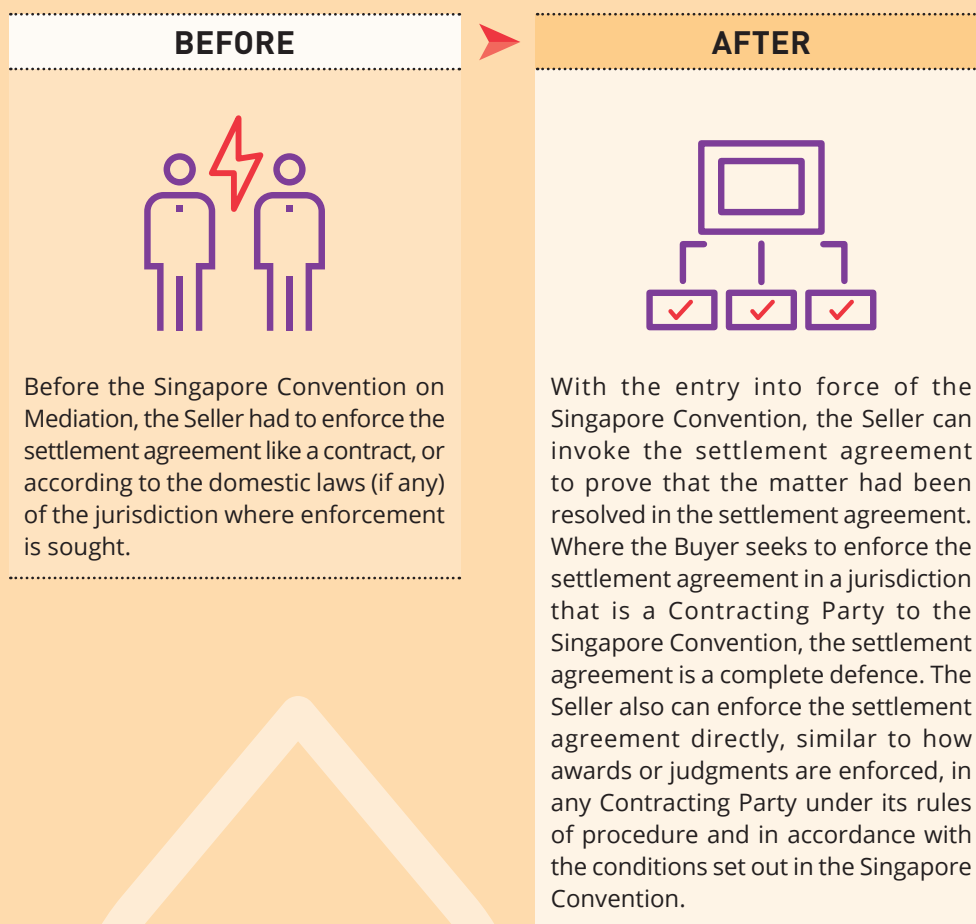 BEFORE
Before the Singapore Convention on
Mediation, the Seller had to enforce the
settlement agreement like a contract, or
according to the domestic laws (if any)
of the jurisdiction where enforcement
is sought.
AFTER
With the entry into force of the
Singapore Convention, the Seller can
invoke the settlement agreement
to prove that the matter had been
resolved in the settlement agreement.
Where the Buyer seeks to enforce the
settlement agreement in a jurisdiction
that is a Contracting Party to the
Singapore Convention, the settlement
agreement is a complete defence. The
Seller also can enforce the settlement
agreement directly, similar to how
awards or judgments are enforced, in
any Contracting Party under its rules
of procedure and in accordance with
the conditions set out in the Singapore
Convention.